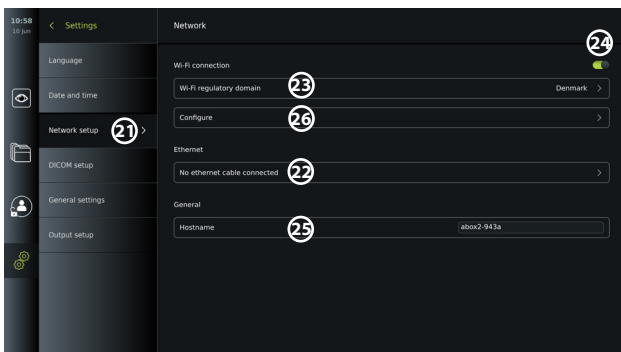 10:58
10 Jun
Settings
Network
24
Language
Wi-Fi connection
Wi-Fi regulatory domain
23
Denmark
Date and time
Configure
26
Network setup
21
Ethernet
DICOM setup
No ethernet cable connected
22
General settings
General
Hostname
25
abox2-943a
Output setup